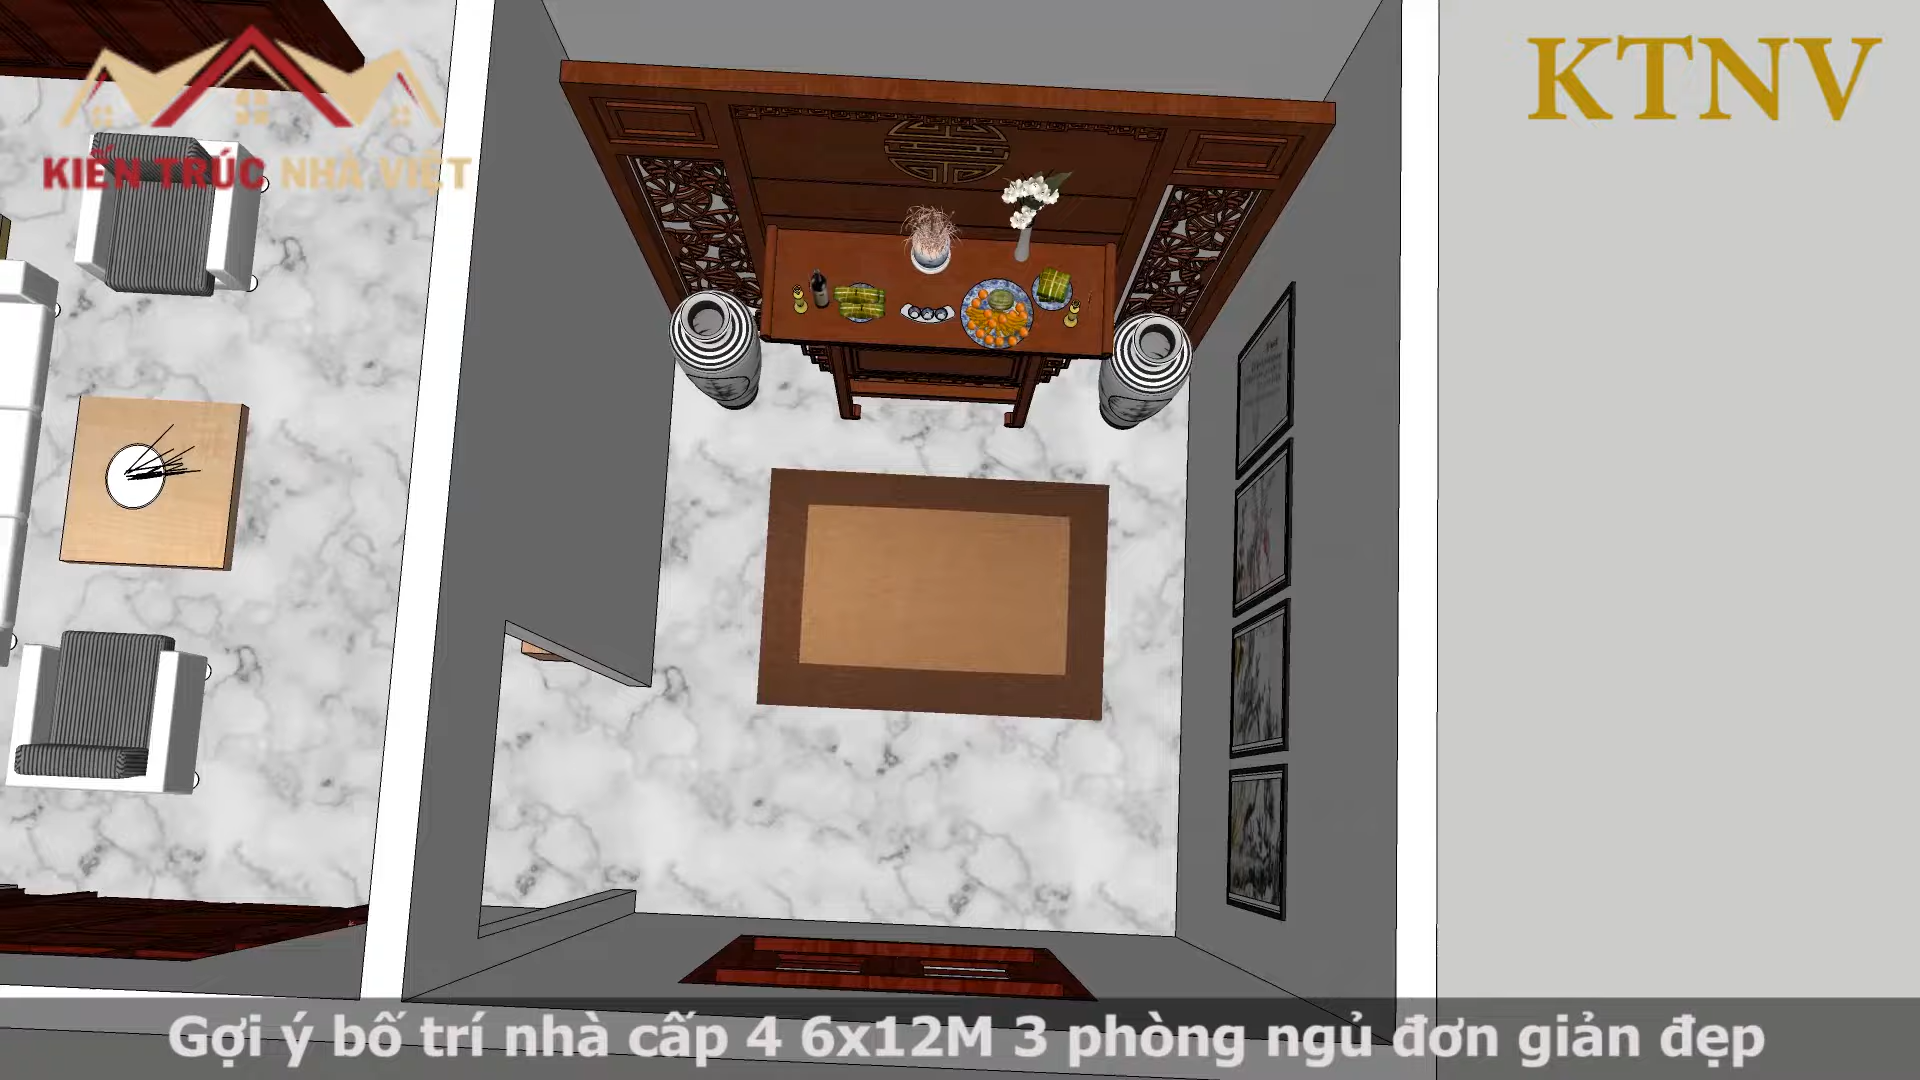 KIẾN TRÚC NHÀ VIỆT
KTNV
Gợi ý bố trí nhà cấp 4 6x12M 3 phòng ngủ đơn giản đẹp